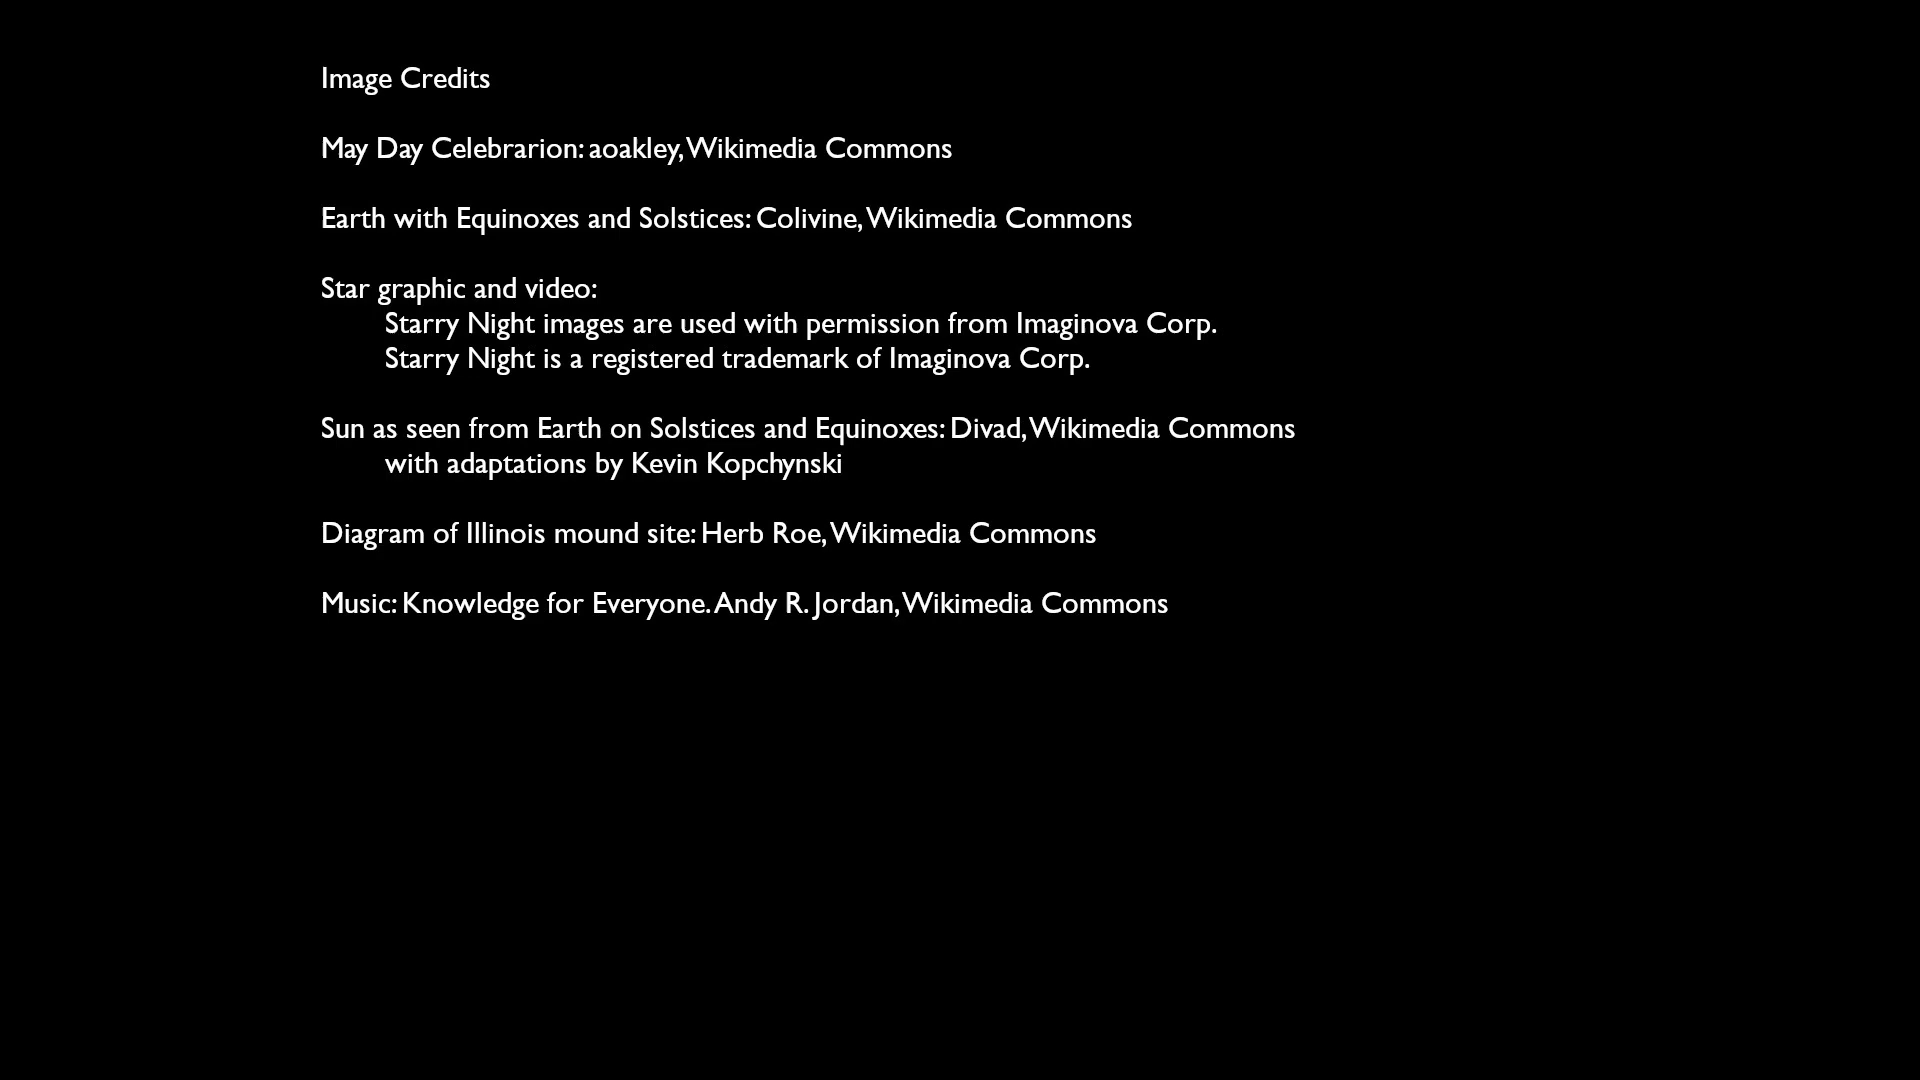 Image Credits
May Day Celebrarion: aoakley, Wikimedia Commons
Earth with Equinoxes and Solstices: Colivine, Wikimedia Commons
Star graphic and video:
Starry Night images are used with permission from Imaginova Corp.
Starry Night is a registered trademark of Imaginova Corp.
Sun as seen from Earth on Solstices and Equinoxes: Divad, Wikimedia Commons
with adaptations by Kevin Kopchynski
Diagram of Illinois mound site: Herb Roe, Wikimedia Commons
Music: Knowledge for Everyone. Andy R. Jordan, Wikimedia Commons